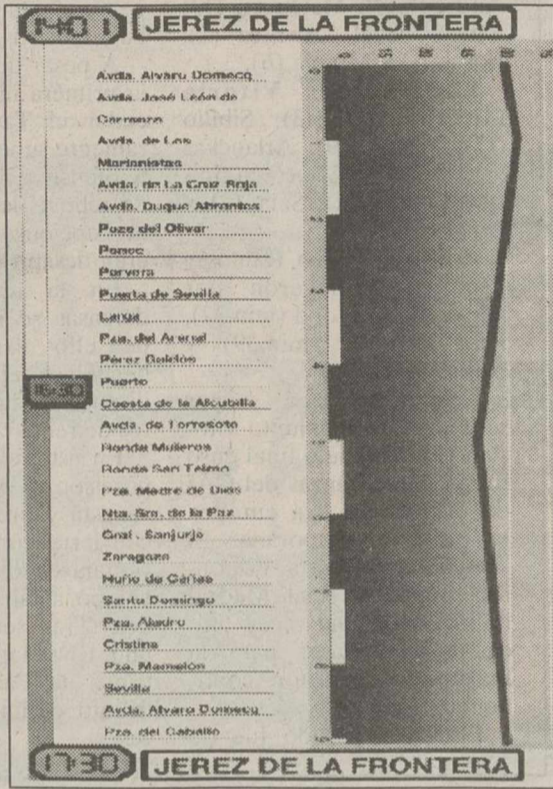 14:01 JEREZ DE LA FRONTERA
Avda. Alvaro Domecq
Avda. José León de
Carranza
Avda. de Los
Marianistas
Avda. de La Cruz Roja
Avda. Duque Abrantes
Pozo del Olivar
Ponce
Porvera
Puerta de Sevilla
Larga
Pza. del Arenal
Pérez Galdós
Puerto
Cuesta de la Alcubilla
Avda. de Torresoto
Ronda Muleros
Ronda San Telmo
Pza. Madre de Dios
Nta. Sra. de la Paz
Gral. Sanjurjo
Zaragoza
Nuño de Cañas
Santo Domingo
Pza. Aladro
Cristina
Pza. Mamelón
Sevilla
Avda. Alvaro Domecq
Pza. del Caballo
17:30 JEREZ DE LA FRONTERA